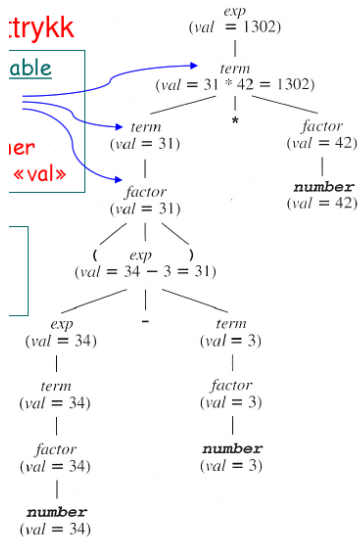 exp
(val = 1302)
ttrykk
able
term
(val = 31 * 42 = 1302)
term
(val = 31)
*
factor
(val = 42)
ner
«val»
number
(val = 42)
factor
(val = 31)
( exp )
(val = 34 − 3 = 31)
exp
(val = 34)
-
term
(val = 3)
term
(val = 34)
factor
(val = 3)
factor
(val = 34)
number
(val = 3)
number
(val = 34)